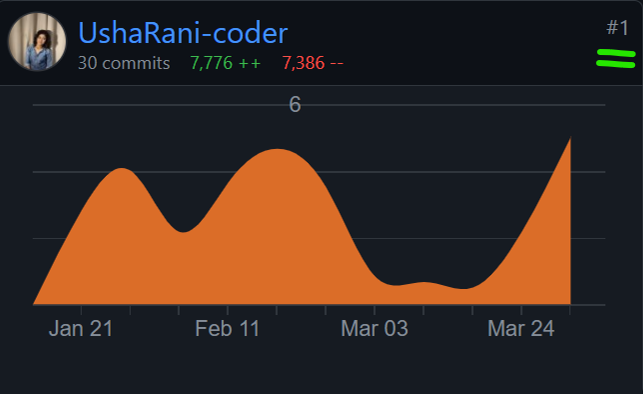 UshaRani-coder #1
30 commits 7,776 ++ 7,386 --
6
Jan 21 Feb 11 Mar 03 Mar 24